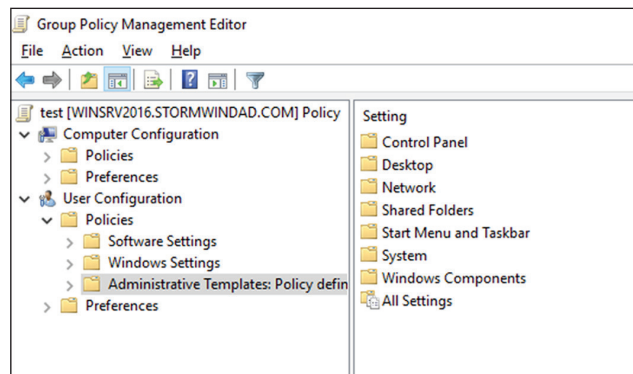 Group Policy Management Editor
File Action View Help
test [WINSRV2016.STORMWINDAD.COM] Policy
Computer Configuration
Policies
Preferences
User Configuration
Policies
Software Settings
Windows Settings
Administrative Templates: Policy defin
Preferences
Setting
Control Panel
Desktop
Network
Shared Folders
Start Menu and Taskbar
System
Windows Components
All Settings